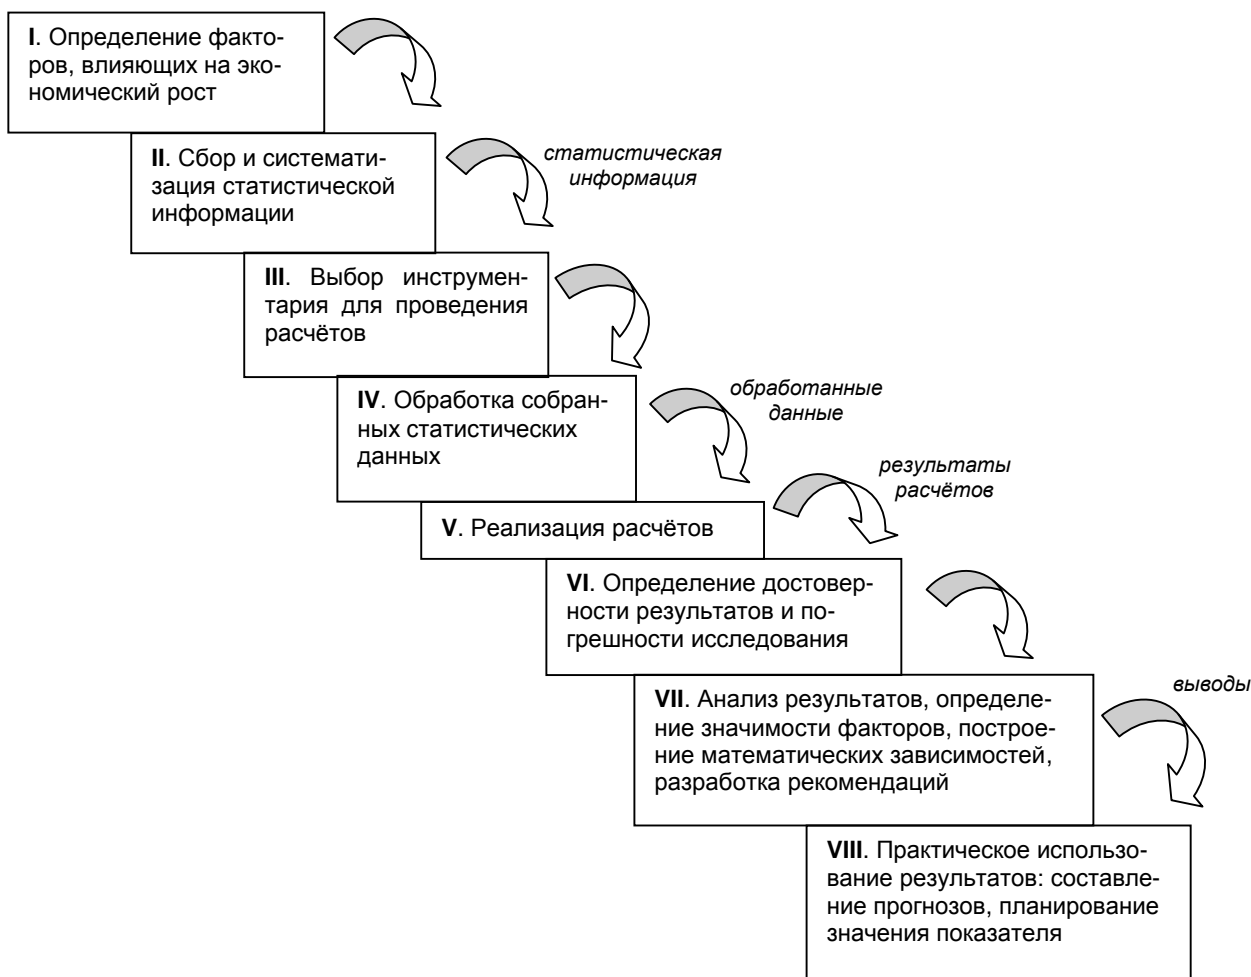 I. Определение факто-
ров, влияющих на эко-
номический рост
II. Сбор и системати-
зация статистической
информации
статистическая
информация
III. Выбор инструмен-
тария для проведения
расчётов
IV. Обработка собран-
ных статистических
данных
обработанные
данные
V. Реализация расчётов
результаты
расчётов
VI. Определение достовер-
ности результатов и по-
грешности исследования
VII. Анализ результатов, определе-
ние значимости факторов, построе-
ние математических зависимостей,
разработка рекомендаций
выводы
VIII. Практическое использо-
вание результатов: составле-
ние прогнозов, планирование
значения показателя